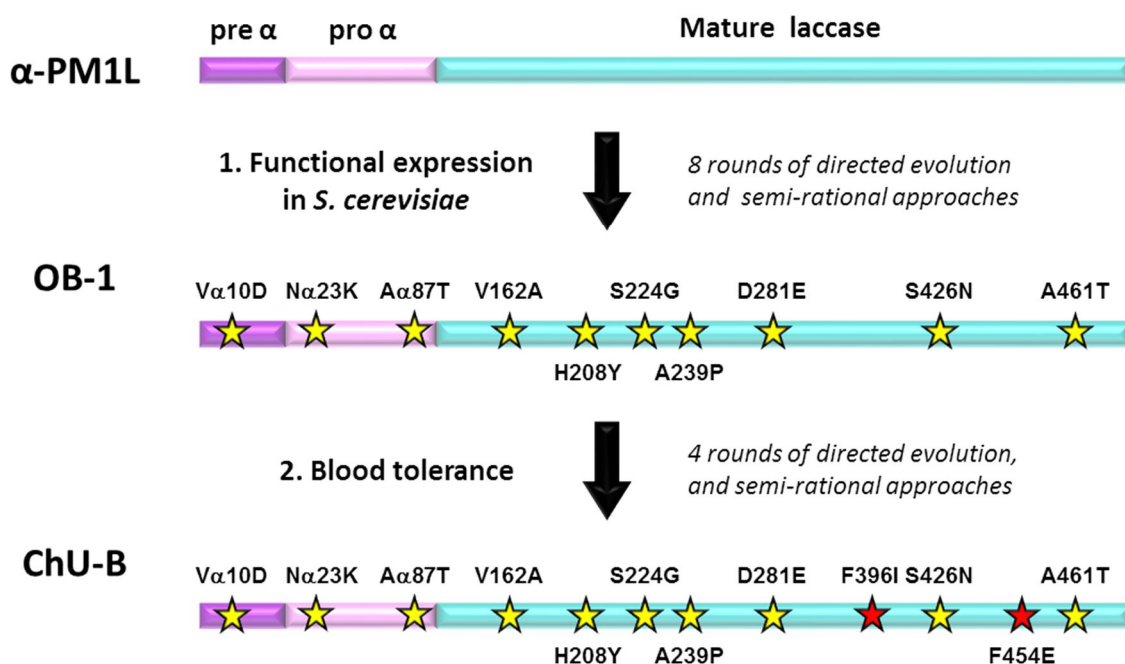 pre α pro α Mature laccase
α-PM1L
1. Functional expression
in S. cerevisiae
8 rounds of directed evolution
and semi-rational approaches
OB-1
Vα10D Nα23K Aα87T V162A S224G D281E S426N A461T
H208Y A239P
2. Blood tolerance
4 rounds of directed evolution,
and semi-rational approaches
ChU-B
Vα10D Nα23K Aα87T V162A S224G D281E F396I S426N A461T
H208Y A239P F454E